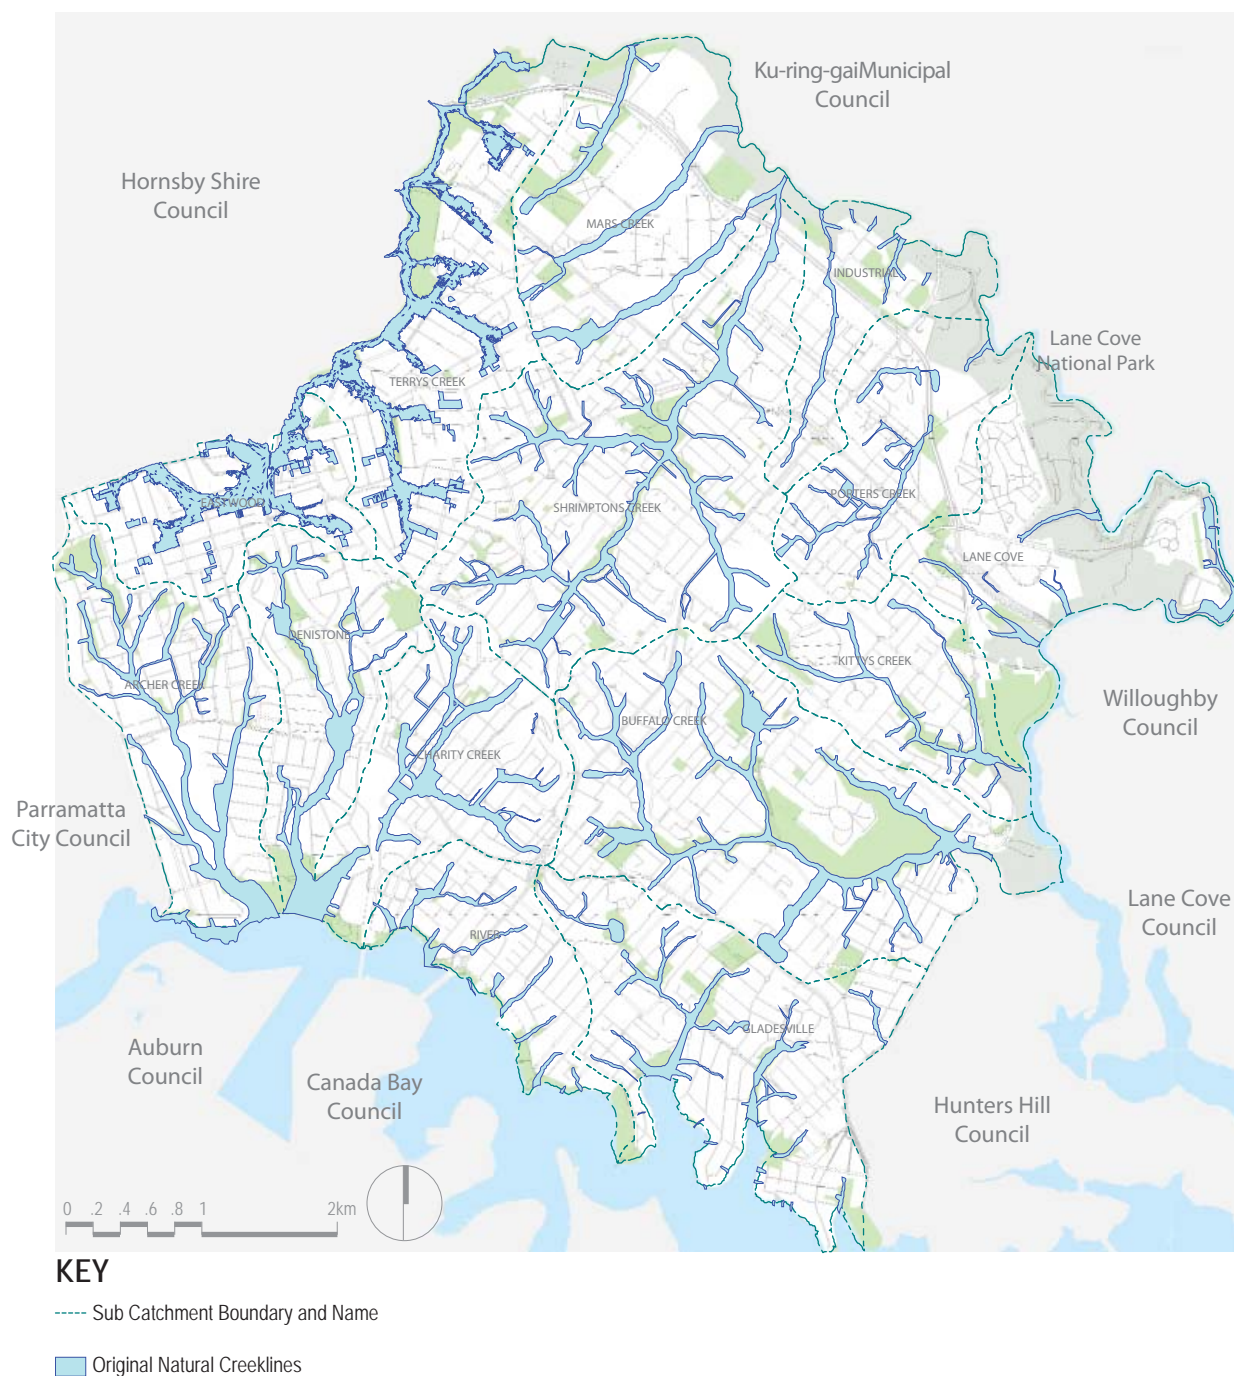 Ku-ring-gaiMunicipal
Council
Hornsby Shire
Council
MARS CREEK
INDUSTRIAL
Lane Cove
National Park
TERRYS CREEK
EASTWOOD
SHRIMPTONS CREEK
PORTERS CREEK
LANE COVE
DENISTONE
KITTYS CREEK
ARCHER CREEK
Willoughby
Council
BUFFALO CREEK
CHARITY CREEK
Parramatta
City Council
Lane Cove
Council
RIVER
GLADESVILLE
Auburn
Council
Canada Bay
Council
Hunters Hill
Council
0 .2 .4 .6 .8 1 2km
KEY
Sub Catchment Boundary and Name
Original Natural Creeklines